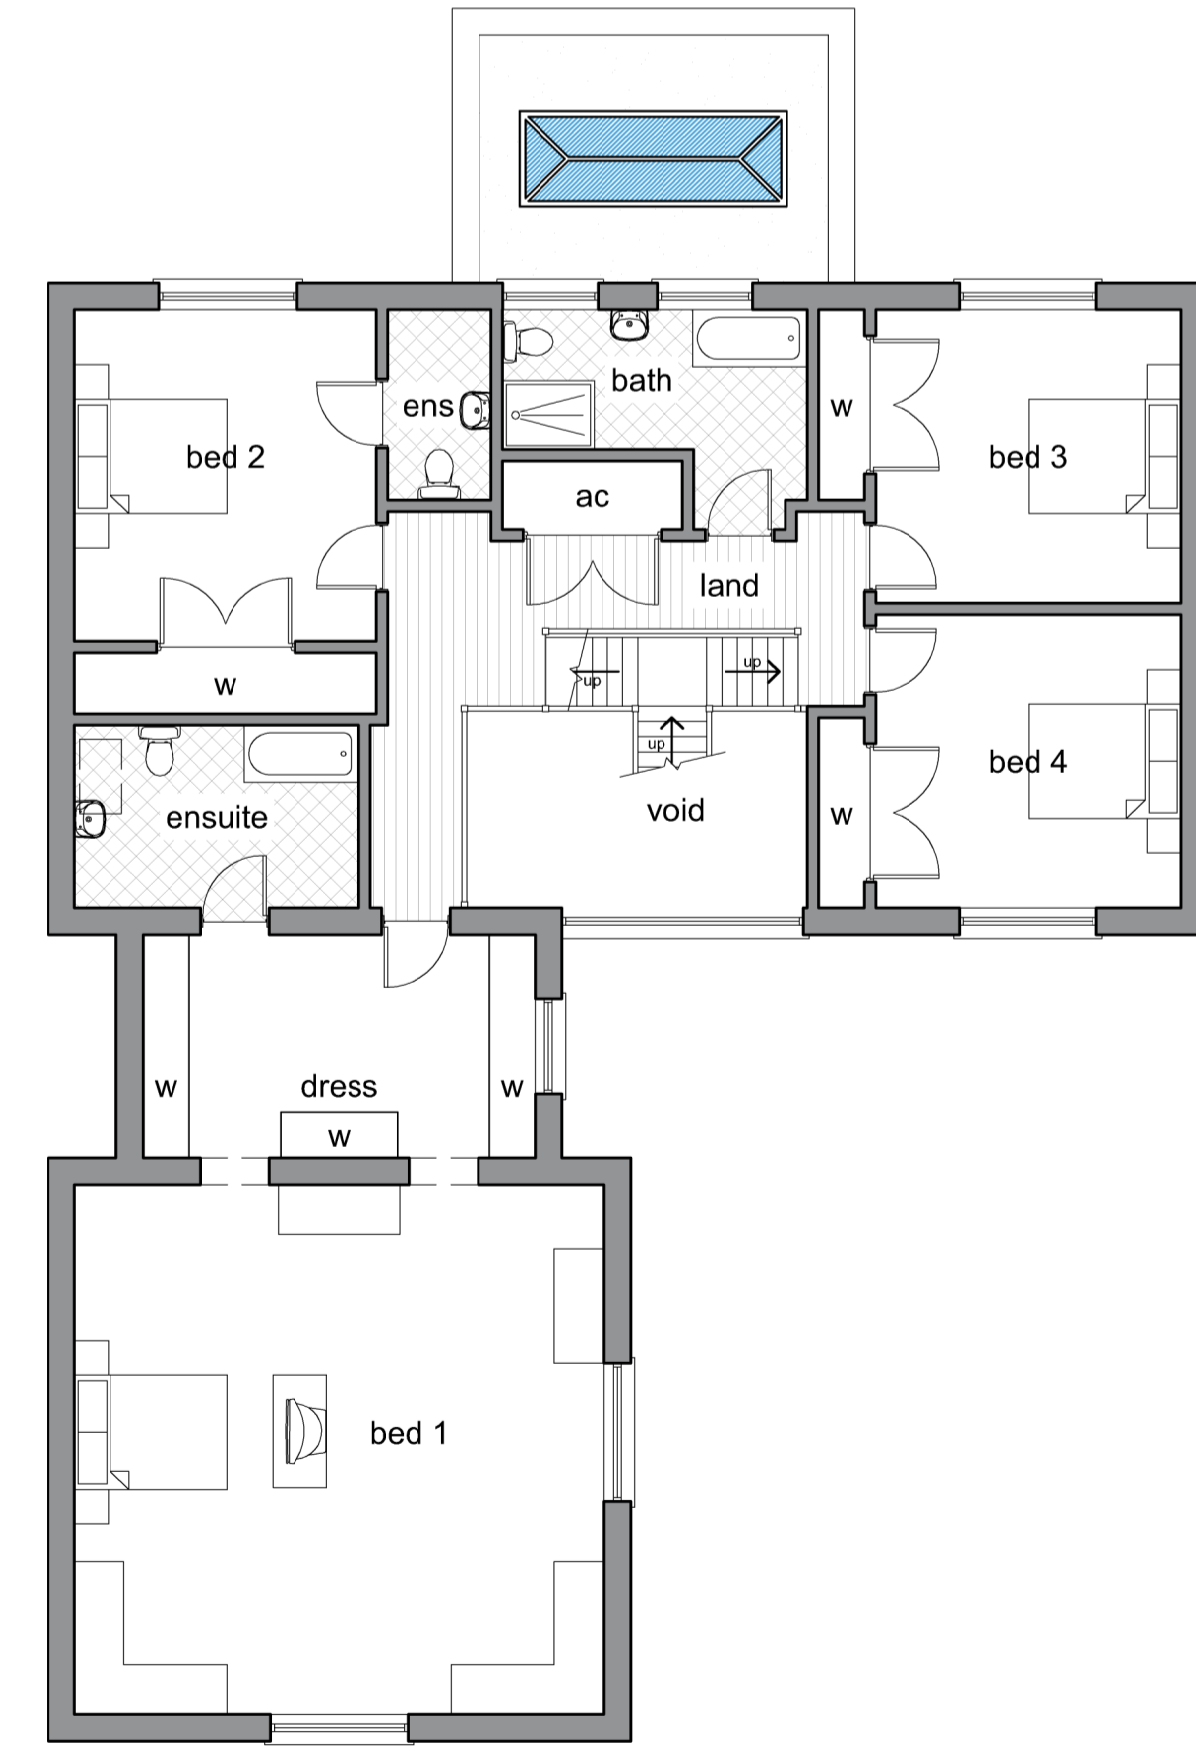 bath
ens
w
bed 2
bed 3
ac
land
up
up
w
up
bed 4
void
w
ensuite
w
dress
w
w
bed 1